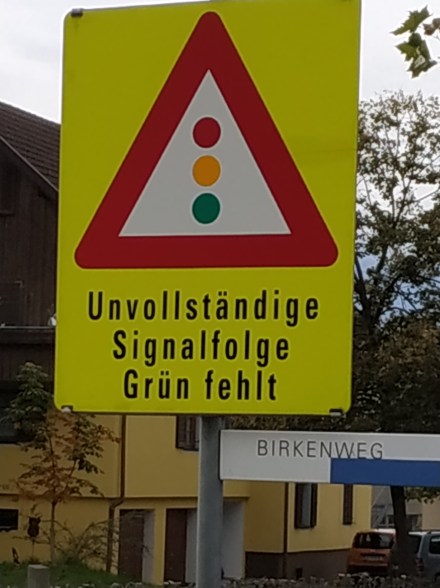 Unvollständige
Signalfolge
Grün fehlt
BIRKENWEG